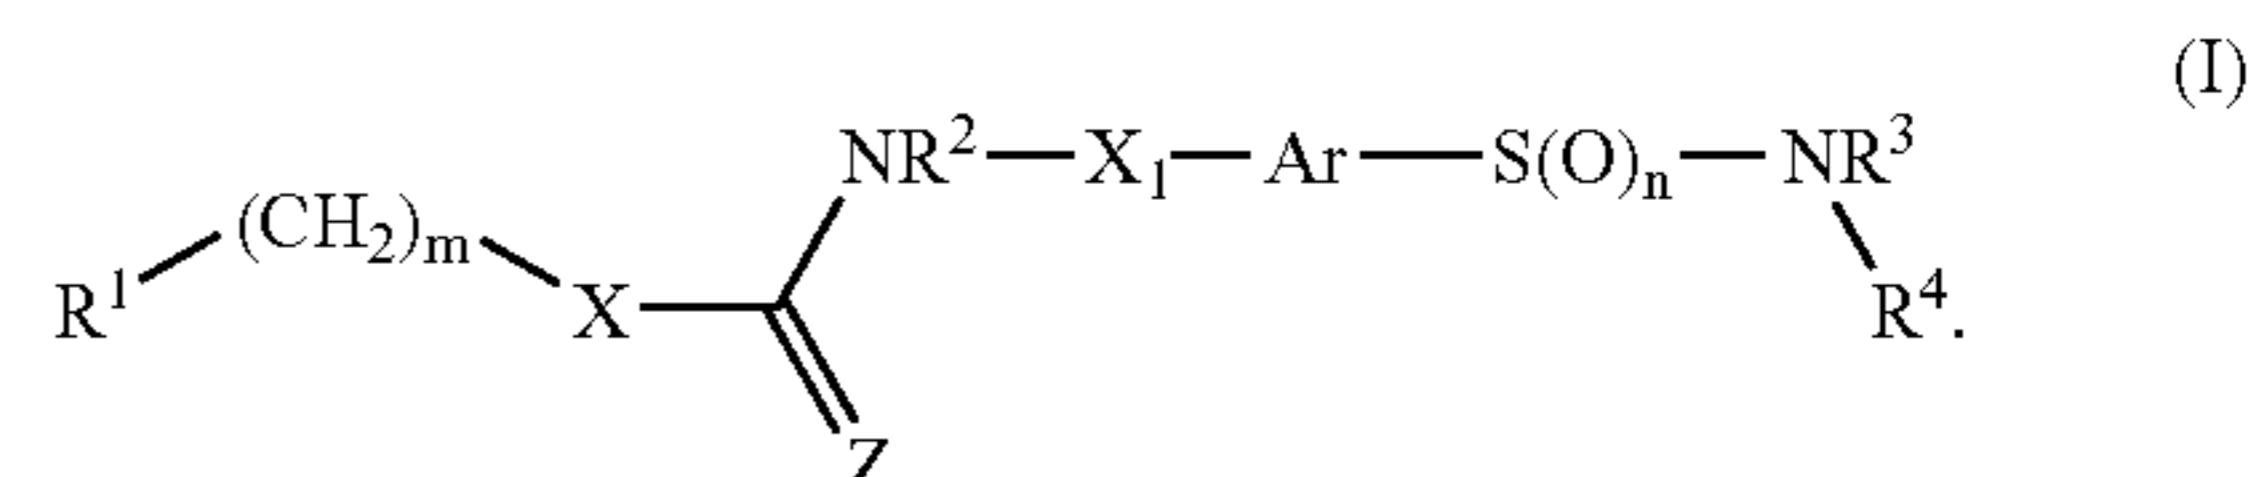 (I)
NR² — X₁ — Ar — S(O)ₙ — NR³
(CH₂)ₘ
R¹ X R⁴.
Z